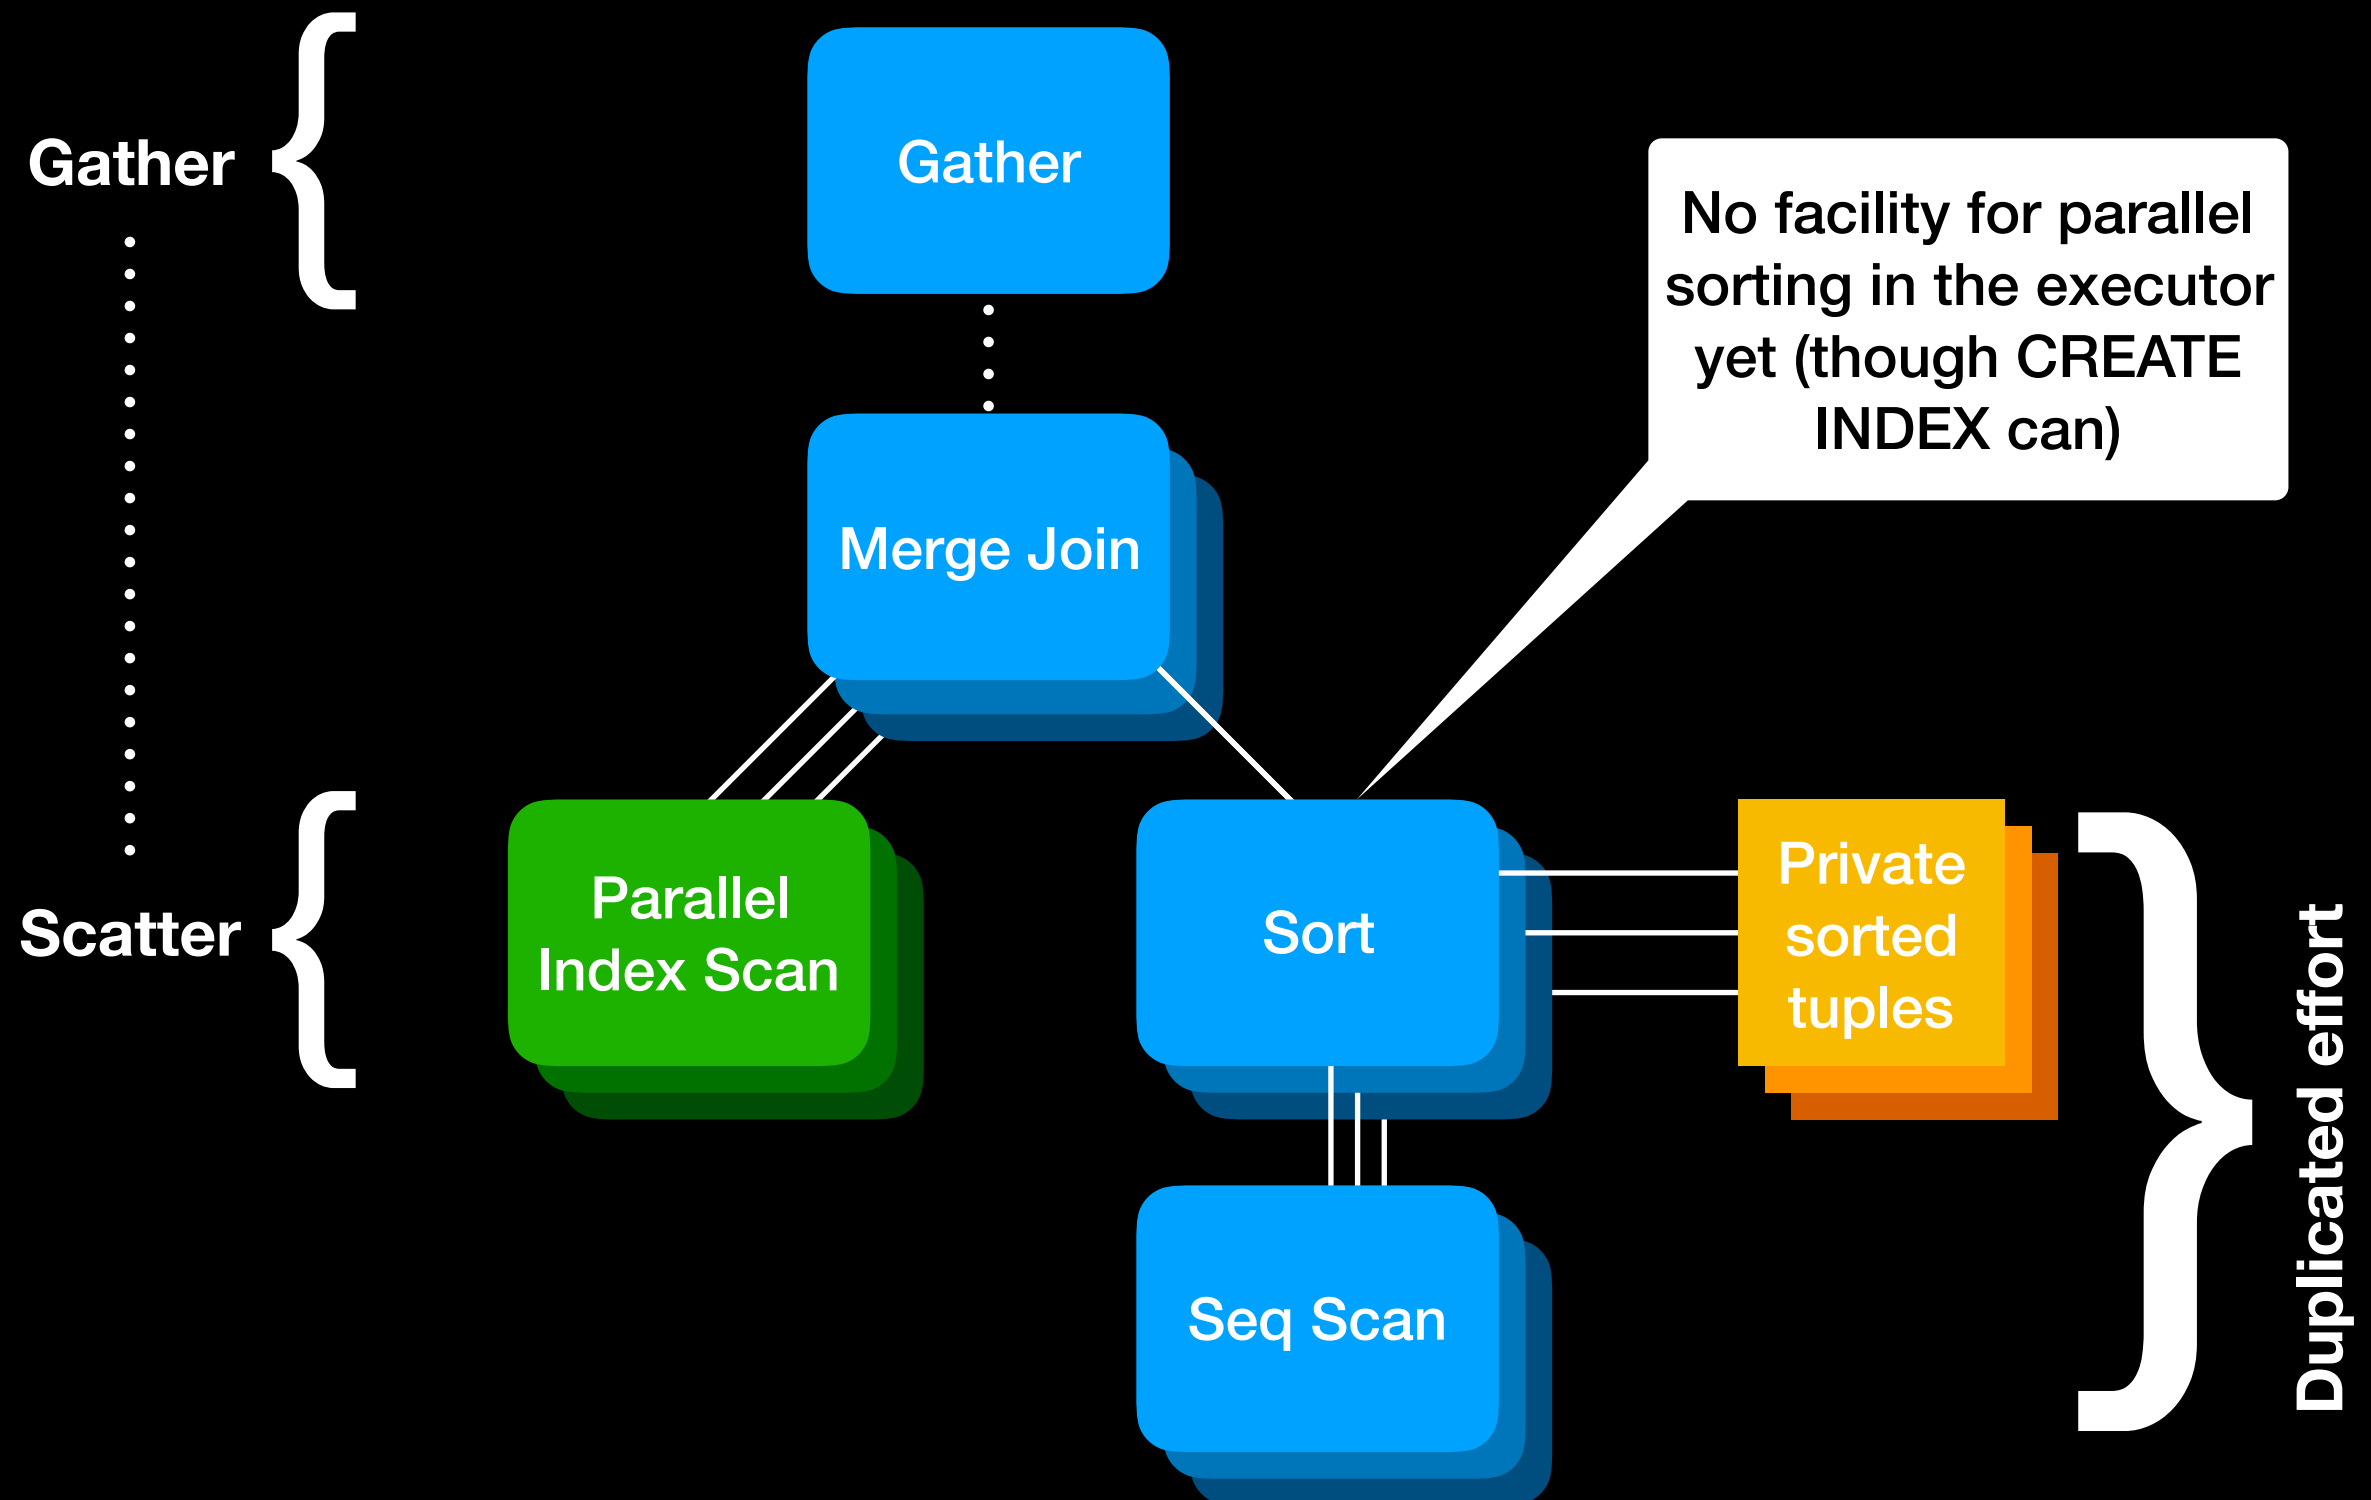 Gather
Gather
No facility for parallel
sorting in the executor
yet (though CREATE
INDEX can)
Merge Join
Scatter
Parallel
Index Scan
Sort
Private
sorted
tuples
Duplicated effort
Seq Scan